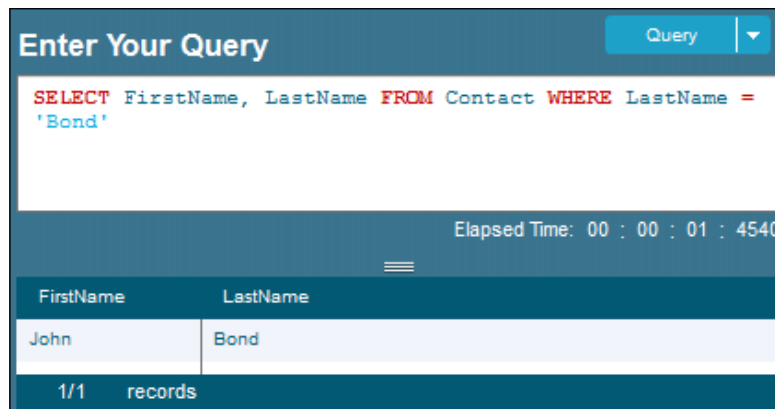 Enter Your Query
Query
SELECT FirstName, LastName FROM Contact WHERE LastName =
'Bond'
Elapsed Time: 00 : 00 : 01 : 4540
FirstName LastName
John Bond
1/1 records